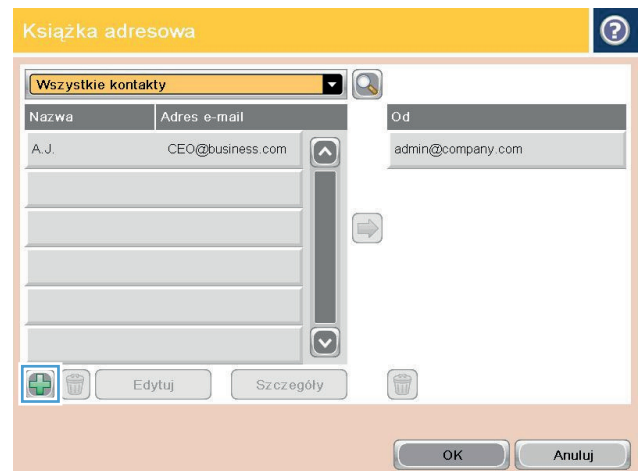 Książka adresowa
Wszystkie kontakty
Nazwa Adres e-mail Od
A.J. CEO@business.com admin@company.com
Edytuj Szczegóły
OK Anuluj